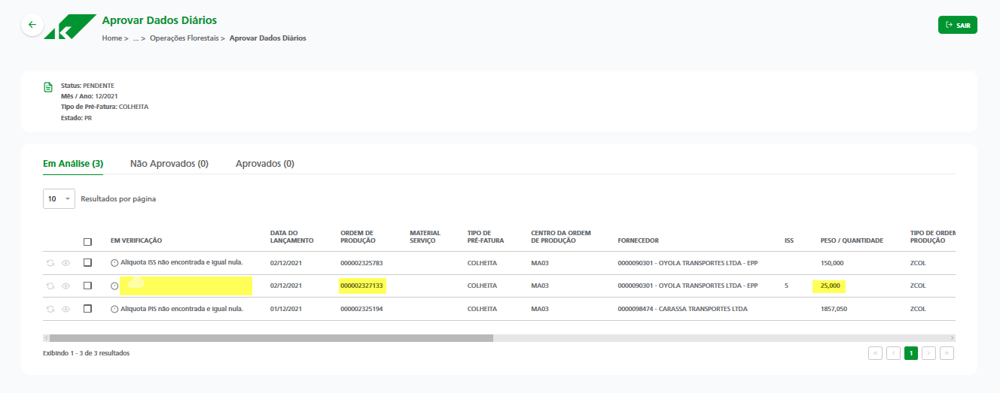 Aprovar Dados Diários
Home > ... > Operações Florestais > Aprovar Dados Diários
SAIR
Status: PENDENTE
Mês / Ano: 12/2021
Tipo de Pré-Fatura: COLHEITA
Estado: PR
Em Análise (3) Não Aprovados (0) Aprovados (0)
10 Resultados por página
EM VERIFICAÇÃO DATA DO LANÇAMENTO ORDEM DE PRODUÇÃO MATERIAL SERVIÇO TIPO DE PRÉ-FATURA CENTRO DA ORDEM DE PRODUÇÃO FORNECEDOR ISS PESO / QUANTIDADE TIPO DE ORDEM PRODUÇÃO
Aliquota ISS não encontrada e igual nula. 02/12/2021 000002325783 COLHEITA MA03 0000090301 - OYOLA TRANSPORTES LTDA - EPP 150,000 ZCOL
02/12/2021 000002327133 COLHEITA MA03 0000090301 - OYOLA TRANSPORTES LTDA - EPP 5 25,000 ZCOL
Aliquota PIS não encontrada e igual nula. 01/12/2021 000002325194 COLHEITA MA03 0000098474 - CARASSA TRANSPORTES LTDA 1857,050 ZCOL
Exibindo 1 - 3 de 3 resultados
« ‹ 1 › »